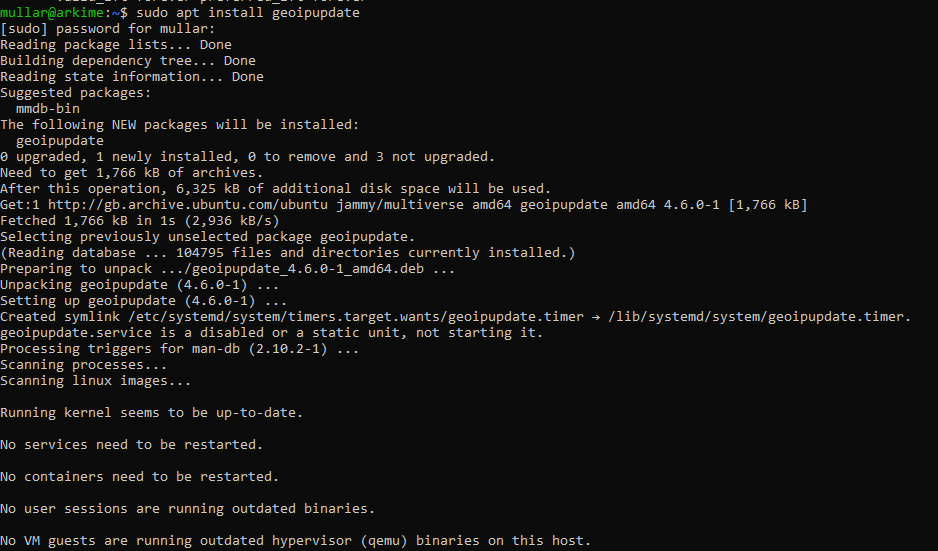 mullar@arkime:~$ sudo apt install geoipupdate
[sudo] password for mullar:
Reading package lists... Done
Building dependency tree... Done
Reading state information... Done
Suggested packages:
  mmdb-bin
The following NEW packages will be installed:
  geoipupdate
0 upgraded, 1 newly installed, 0 to remove and 3 not upgraded.
Need to get 1,766 kB of archives.
After this operation, 6,325 kB of additional disk space will be used.
Get:1 http://gb.archive.ubuntu.com/ubuntu jammy/multiverse amd64 geoipupdate amd64 4.6.0-1 [1,766 kB]
Fetched 1,766 kB in 1s (2,936 kB/s)
Selecting previously unselected package geoipupdate.
(Reading database ... 104795 files and directories currently installed.)
Preparing to unpack .../geoipupdate_4.6.0-1_amd64.deb ...
Unpacking geoipupdate (4.6.0-1) ...
Setting up geoipupdate (4.6.0-1) ...
Created symlink /etc/systemd/system/timers.target.wants/geoipupdate.timer → /lib/systemd/system/geoipupdate.timer.
geoipupdate.service is a disabled or a static unit, not starting it.
Processing triggers for man-db (2.10.2-1) ...
Scanning processes...
Scanning linux images...
Running kernel seems to be up-to-date.
No services need to be restarted.
No containers need to be restarted.
No user sessions are running outdated binaries.
No VM guests are running outdated hypervisor (qemu) binaries on this host.